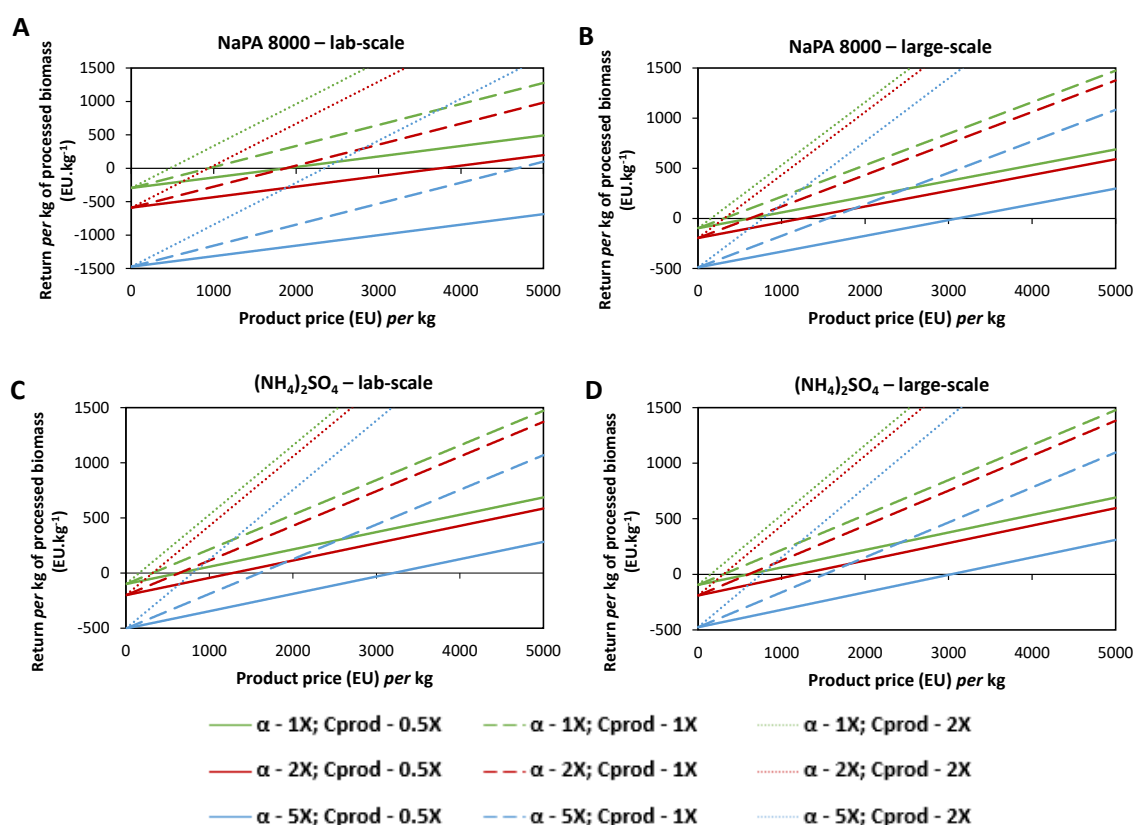 A
NaPA 8000 – lab-scale
Return per kg of processed biomass
(EU.kg⁻¹)
1500
1000
500
0
-500
-1000
-1500
0 1000 2000 3000 4000 5000
Product price (EU) per kg
B
NaPA 8000 – large-scale
Return per kg of processed biomass
(EU.kg⁻¹)
1500
1000
500
0
-500
0 1000 2000 3000 4000 5000
Product price (EU) per kg
C
(NH₄)₂SO₄ – lab-scale
Return per kg of processed biomass
(EU.kg⁻¹)
1500
1000
500
0
-500
0 1000 2000 3000 4000 5000
Product price (EU) per kg
D
(NH₄)₂SO₄ – large-scale
Return per kg of processed biomass
(EU.kg⁻¹)
1500
1000
500
0
-500
0 1000 2000 3000 4000 5000
Product price (EU) per kg
α - 1X; Cprod - 0.5X α - 1X; Cprod - 1X α - 1X; Cprod - 2X
α - 2X; Cprod - 0.5X α - 2X; Cprod - 1X α - 2X; Cprod - 2X
α - 5X; Cprod - 0.5X α - 5X; Cprod - 1X α - 5X; Cprod - 2X